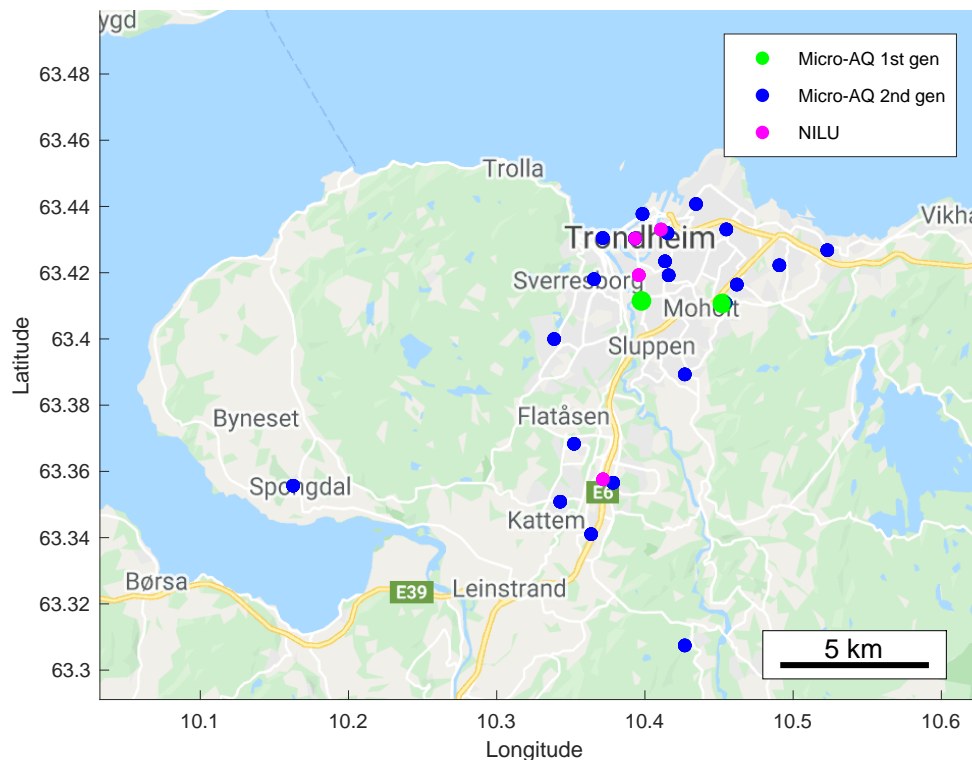 ygd
63.48
63.46
63.44
63.42
63.4
63.38
63.36
63.34
63.32
63.3
Latitude
Micro-AQ 1st gen
Micro-AQ 2nd gen
NILU
Trolla
Vikha
Trondheim
Sverresborg
Moholt
Sluppen
Flatåsen
Byneset
Spongdal
E6
Kattem
Børsa
E39
Leinstrand
5 km
10.1 10.2 10.3 10.4 10.5 10.6
Longitude